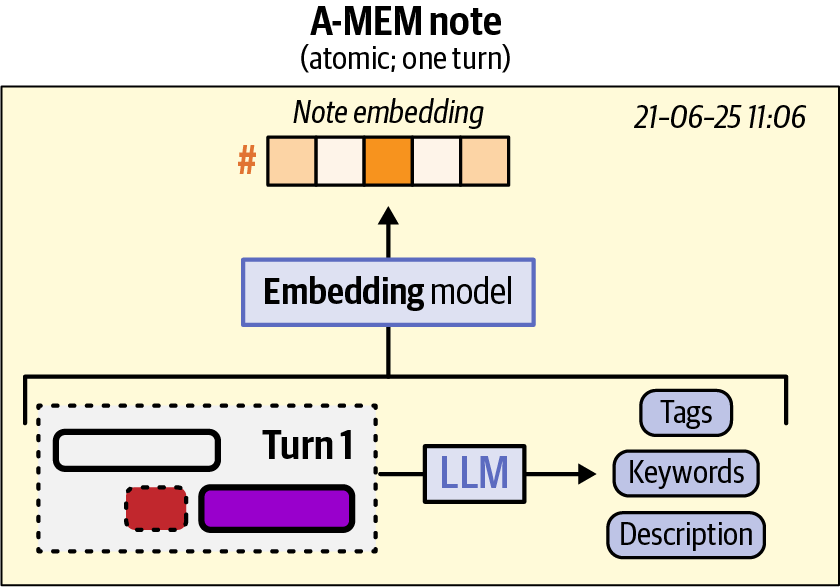 A-MEM note
(atomic; one turn)
Note embedding
21-06-25 11:06
#
Embedding model
Turn 1
LLM
Tags
Keywords
Description